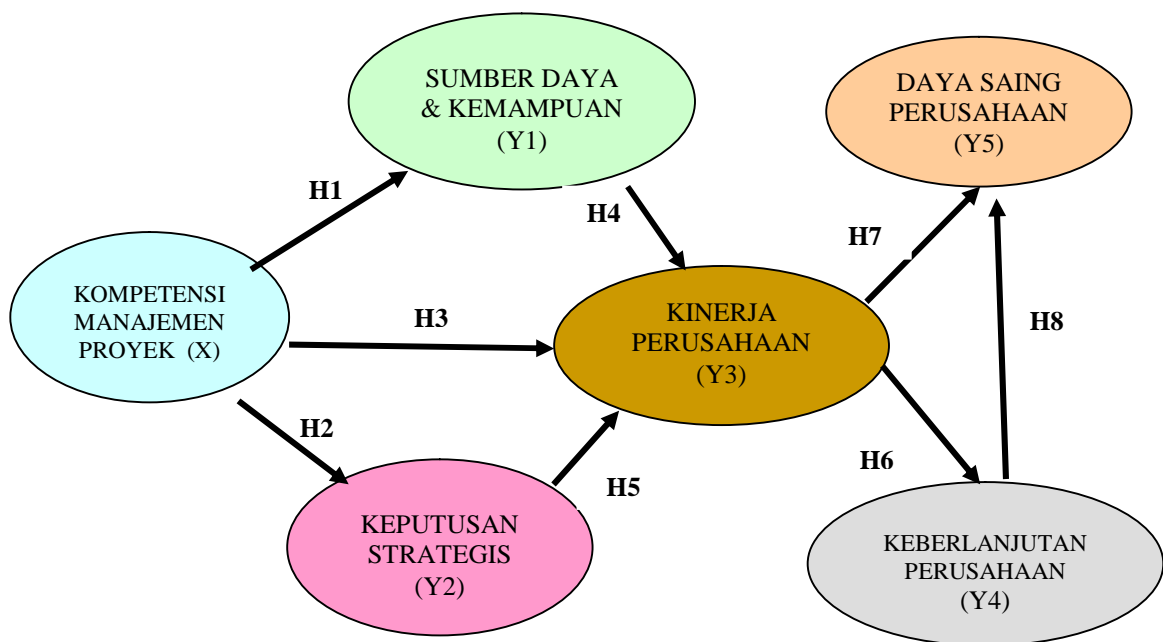 SUMBER DAYA
& KEMAMPUAN
(Y1)
DAYA SAING
PERUSAHAAN
(Y5)
H1
H4
H7
KOMPETENSI
MANAJEMEN
PROYEK (X)
H3
KINERJA
PERUSAHAAN
(Y3)
H8
H2
H5
H6
KEPUTUSAN
STRATEGIS
(Y2)
KEBERLANJUTAN
PERUSAHAAN
(Y4)